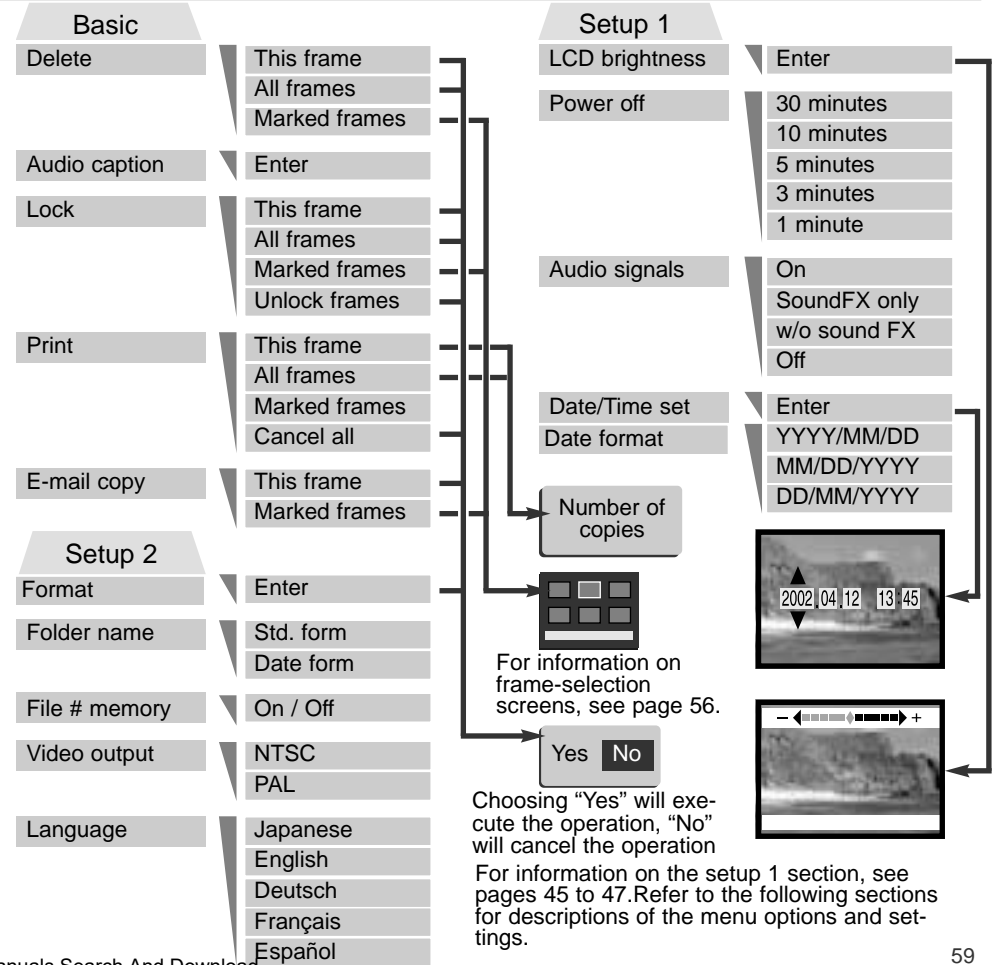 Basic
Delete
This frame
All frames
Marked frames
Audio caption
Enter
Lock
This frame
All frames
Marked frames
Unlock frames
Print
This frame
All frames
Marked frames
Cancel all
E-mail copy
This frame
Marked frames
Setup 2
Format
Enter
Folder name
Std. form
Date form
File # memory
On / Off
Video output
NTSC
PAL
Language
Japanese
English
Deutsch
Français
Español
Setup 1
LCD brightness
Enter
Power off
30 minutes
10 minutes
5 minutes
3 minutes
1 minute
Audio signals
On
SoundFX only
w/o sound FX
Off
Date/Time set
Enter
Date format
YYYY/MM/DD
MM/DD/YYYY
DD/MM/YYYY
Number of
copies
2002.04.12 13:45
For information on
frame-selection
screens, see page 56.
– +
Yes No
Choosing “Yes” will exe-
cute the operation, “No”
will cancel the operation
For information on the setup 1 section, see
pages 45 to 47.Refer to the following sections
for descriptions of the menu options and set-
tings.
Search And Download
59